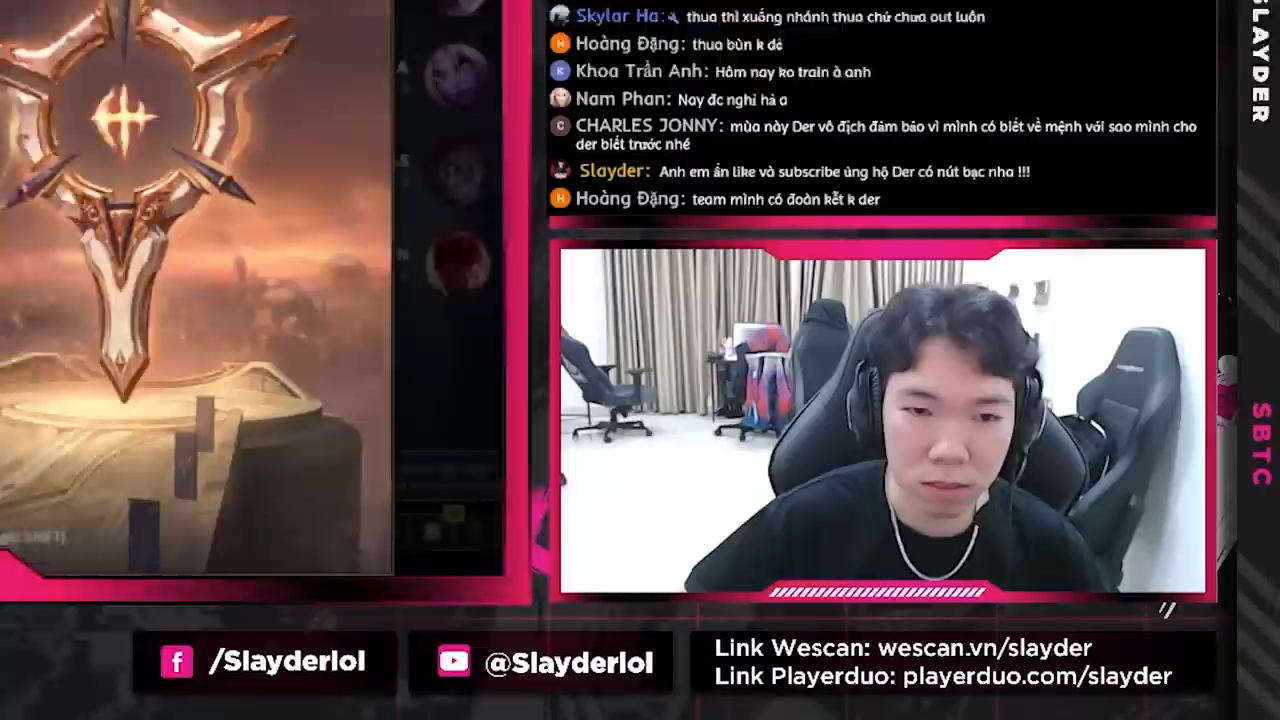 Skylar Ha: thua thì xuống nhánh thua chứ chưa out luôn
Hoàng Đặng: thua bùn k dẻ
Khoa Trần Anh: Hôm nay ko train à anh
Nam Phan: Nay đc nghỉ hả a
CHARLES JONNY: mùa này Der vô địch đảm bảo vì mình có biết về mệnh với sao mình cho
der biết trước nhé
Slayder: Anh em ấn like và subscribe ủng hộ Der có nút bạc nha !!!
Hoàng Đặng: team mình có đoàn kết k der
SLAYDER
SBTC
/Slayderlol
@Slayderlol
Link Wescan: wescan.vn/slayder
Link Playerduo: playerduo.com/slayder